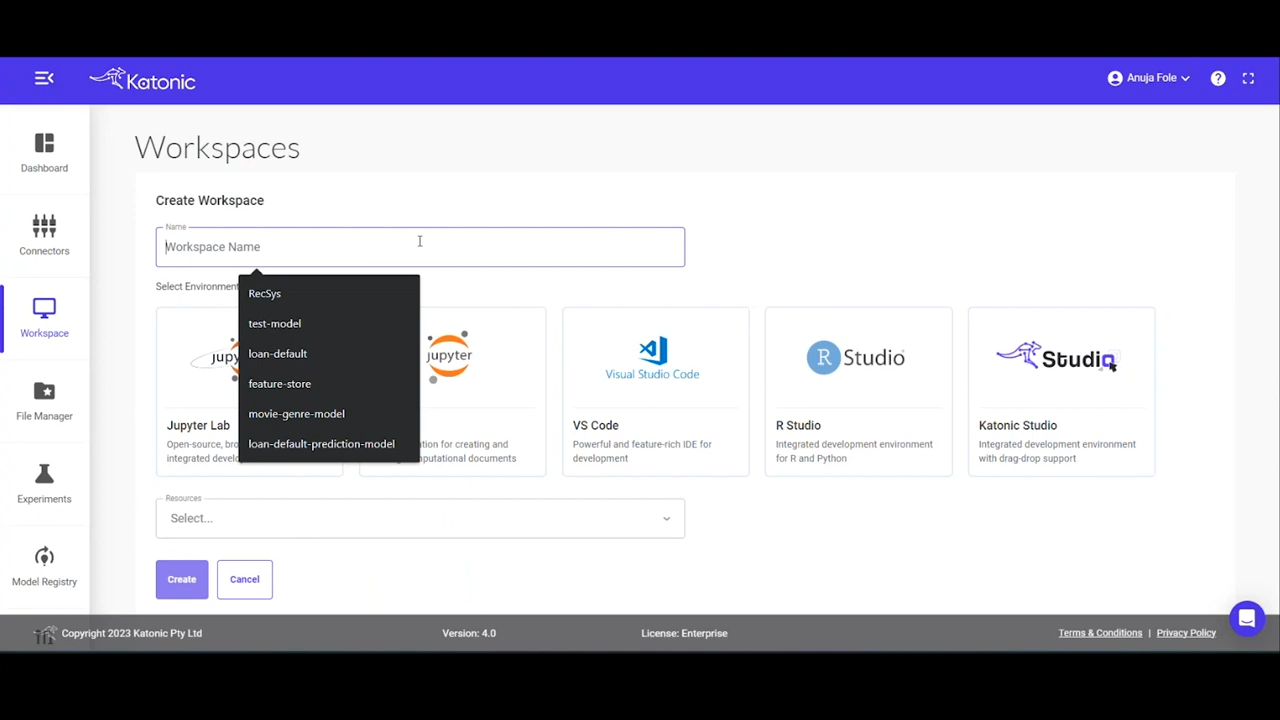 Katonic
Anuja Fole
?
Dashboard
Connectors
Workspace
File Manager
Experiments
Model Registry
Workspaces
Create Workspace
Name
Workspace Name
RecSys
test-model
loan-default
feature-store
movie-genre-model
loan-default-prediction-model
Select Environment
jupy
Jupyter Lab
Open-source, bro
integrated devel
jupyter
ation for creating and
mputational documents
Visual Studio Code
VS Code
Powerful and feature-rich IDE for
development
R Studio
R Studio
Integrated development environment
for R and Python
Studio
Katonic Studio
Integrated development environment
with drag-drop support
Resources
Select...
Create
Cancel
Copyright 2023 Katonic Pty Ltd
Version: 4.0
License: Enterprise
Terms & Conditions | Privacy Policy